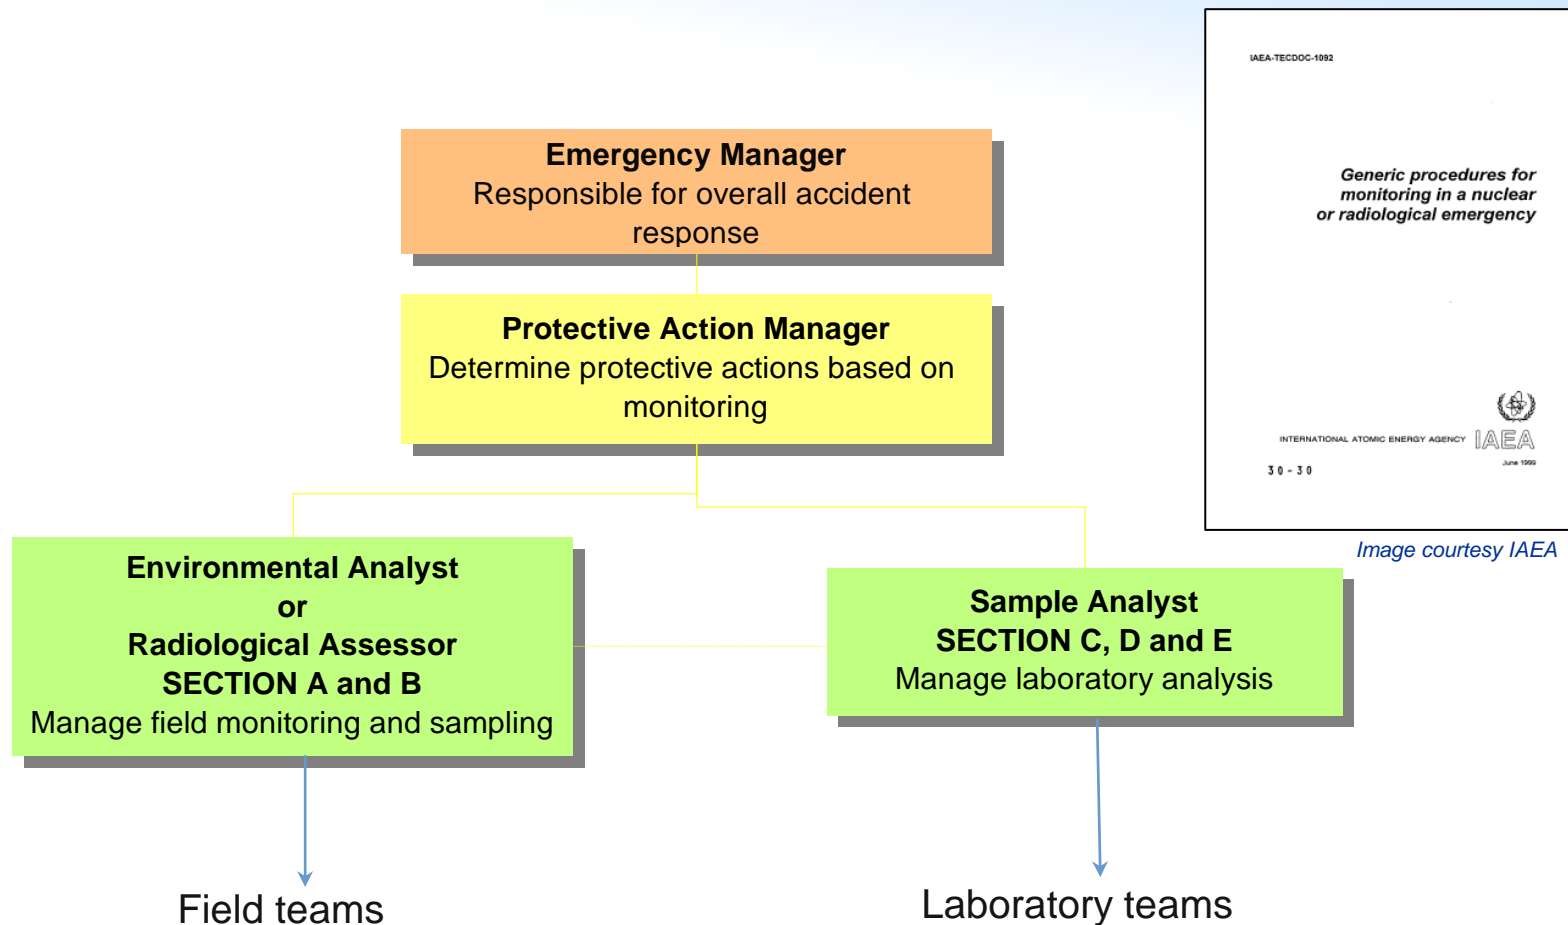 IAEA-TECDOC-1092
Generic procedures for
monitoring in a nuclear
or radiological emergency
INTERNATIONAL ATOMIC ENERGY AGENCY
IAEA
June 1999
30-30
Image courtesy IAEA
Emergency Manager
Responsible for overall accident
response
Protective Action Manager
Determine protective actions based on
monitoring
Environmental Analyst
or
Radiological Assessor
SECTION A and B
Manage field monitoring and sampling
Sample Analyst
SECTION C, D and E
Manage laboratory analysis
Field teams
Laboratory teams